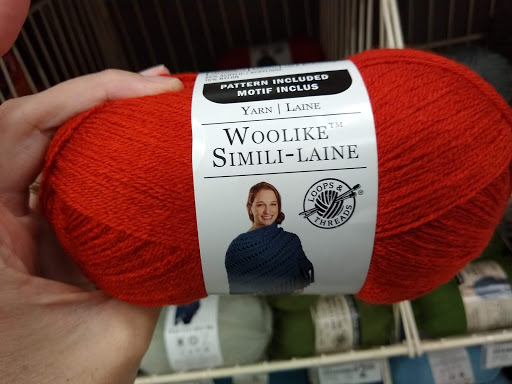 PATTERN INCLUDED
MOTIF INCLUS
YARN | LAINE
WOOLIKE™
SIMILI-LAINE
LOOPS &
THREADS®